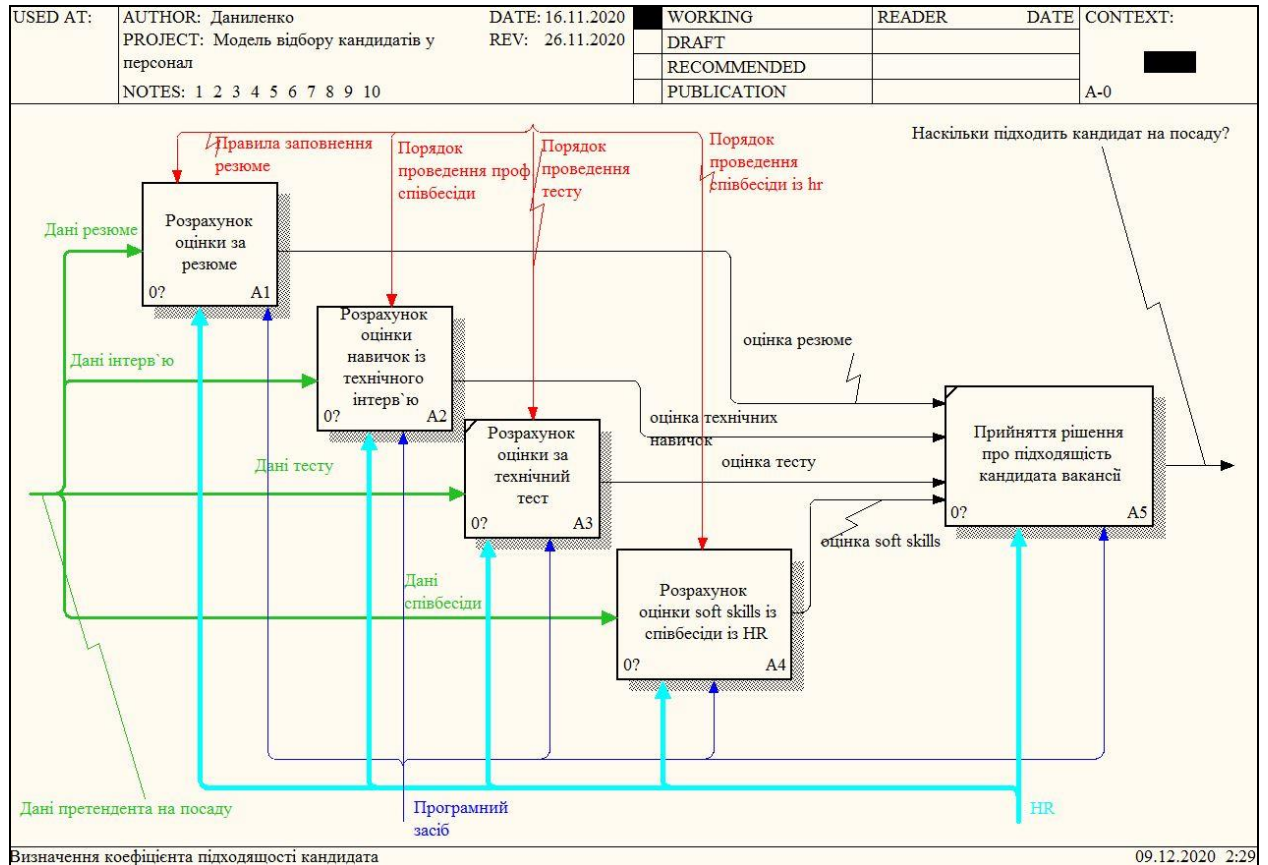 USED AT:
AUTHOR: Даниленко
DATE: 16.11.2020
PROJECT: Модель відбору кандидатів у
персонал
REV: 26.11.2020
NOTES: 1 2 3 4 5 6 7 8 9 10
WORKING
DRAFT
RECOMMENDED
PUBLICATION
READER
DATE
CONTEXT:
A-0
Правила заповнення
резюме
Порядок
проведення проф
співбесіди
Порядок
проведення
тесту
Порядок
проведення
співбесіди із hr
Наскільки підходить кандидат на посаду?
Дані резюме
Розрахунок
оцінки за
резюме
0?
A1
Дані інтерв`ю
Розрахунок
оцінки
навичок із
технічного
інтерв`ю
0?
A2
оцінка резюме
оцінка технічних
навичок
Дані тесту
Розрахунок
оцінки за
технічний
тест
0?
A3
оцінка тесту
Прийняття рішення
про підходящість
кандидата вакансії
0?
A5
оцінка soft skills
Дані
співбесіди
Розрахунок
оцінки soft skills із
співбесіди із HR
0?
A4
Дані претендента на посаду
Програмний
засіб
HR
Визначення коефіцієнта підходящості кандидата
09.12.2020 2:29